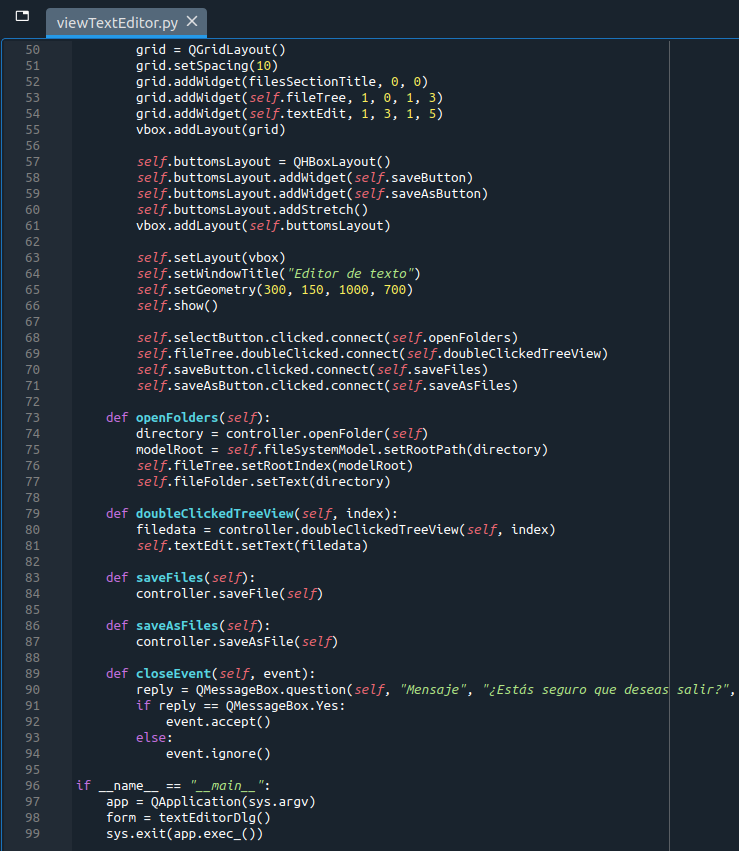 viewTextEditor.py
50 grid = QGridLayout()
51 grid.setSpacing(10)
52 grid.addWidget(filesSectionTitle, 0, 0)
53 grid.addWidget(self.fileTree, 1, 0, 1, 3)
54 grid.addWidget(self.textEdit, 1, 3, 1, 5)
55 vbox.addLayout(grid)
56
57 self.buttomsLayout = QHBoxLayout()
58 self.buttomsLayout.addWidget(self.saveButton)
59 self.buttomsLayout.addWidget(self.saveAsButton)
60 self.buttomsLayout.addStretch()
61 vbox.addLayout(self.buttomsLayout)
62
63 self.setLayout(vbox)
64 self.setWindowTitle("Editor de texto")
65 self.setGeometry(300, 150, 1000, 700)
66 self.show()
67
68 self.selectButton.clicked.connect(self.openFolders)
69 self.fileTree.doubleClicked.connect(self.doubleClickedTreeView)
70 self.saveButton.clicked.connect(self.saveFiles)
71 self.saveAsButton.clicked.connect(self.saveAsFiles)
72
73 def openFolders(self):
74 directory = controller.openFolder(self)
75 modelRoot = self.fileSystemModel.setRootPath(directory)
76 self.fileTree.setRootIndex(modelRoot)
77 self.fileFolder.setText(directory)
78
79 def doubleClickedTreeView(self, index):
80 filedata = controller.doubleClickedTreeView(self, index)
81 self.textEdit.setText(filedata)
82
83 def saveFiles(self):
84 controller.saveFile(self)
85
86 def saveAsFiles(self):
87 controller.saveAsFile(self)
88
89 def closeEvent(self, event):
90 reply = QMessageBox.question(self, "Mensaje", "¿Estás seguro que deseas salir?",
91 if reply == QMessageBox.Yes:
92 event.accept()
93 else:
94 event.ignore()
95
96 if __name__ == "__main__":
97 app = QApplication(sys.argv)
98 form = textEditorDlg()
99 sys.exit(app.exec_())